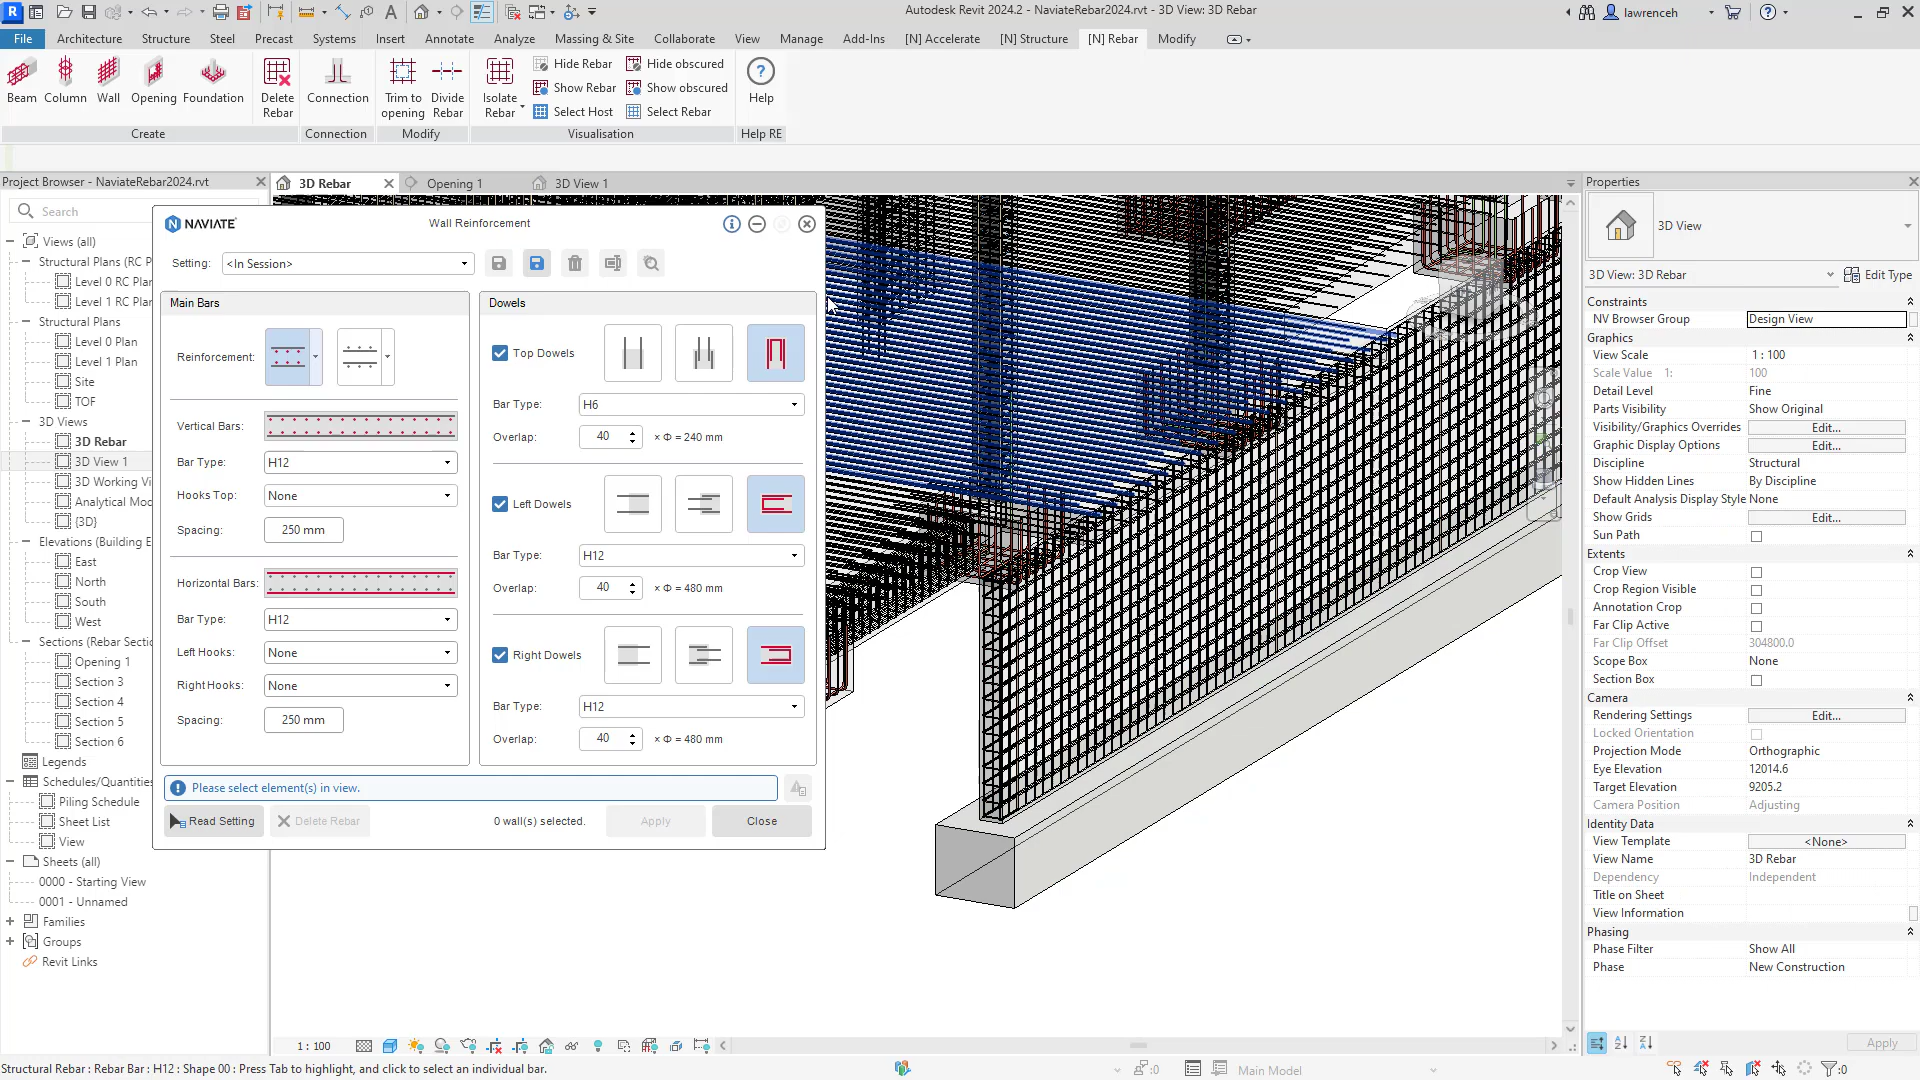 Autodesk Revit 2024.2 - NaviateRebar2024.rvt - 3D View: 3D Rebar
lawrenceh
File
Architecture
Structure
Steel
Precast
Systems
Insert
Annotate
Analyze
Massing & Site
Collaborate
View
Manage
Add-Ins
[N] Accelerate
[N] Structure
[N] Rebar
Modify
Beam
Column
Wall
Opening
Foundation
Delete Rebar
Connection
Trim to opening
Divide Rebar
Isolate Rebar
Hide Rebar
Show Rebar
Select Host
Hide obscured
Show obscured
Select Rebar
Help
Create
Connection
Modify
Visualisation
Help RE
Project Browser - NaviateRebar2024.rvt
3D Rebar
Opening 1
3D View 1
Search
Views (all)
Structural Plans (RC P
Level 0 RC Plan
Level 1 RC Plan
Structural Plans
Level 0 Plan
Level 1 Plan
Site
TOF
3D Views
3D Rebar
3D View 1
3D Working Vi
Analytical Mod
{3D}
Elevations (Building E
East
North
South
West
Sections (Rebar Sectio
Opening 1
Section 3
Section 4
Section 5
Section 6
Legends
Schedules/Quantities
Piling Schedule
Sheet List
View
Sheets (all)
0000 - Starting View
0001 - Unnamed
Families
Groups
Revit Links
NAVIATE
Wall Reinforcement
Setting: <In Session>
Main Bars
Reinforcement:
Vertical Bars:
Bar Type: H12
Hooks Top: None
Spacing: 250 mm
Horizontal Bars:
Bar Type: H12
Left Hooks: None
Right Hooks: None
Spacing: 250 mm
Dowels
Top Dowels
Bar Type: H6
Overlap: 40 × Φ = 240 mm
Left Dowels
Bar Type: H12
Overlap: 40 × Φ = 480 mm
Right Dowels
Bar Type: H12
Overlap: 40 × Φ = 480 mm
Please select element(s) in view.
Read Setting
Delete Rebar
0 wall(s) selected.
Apply
Close
Properties
3D View
3D View: 3D Rebar
Edit Type
Constraints
NV Browser Group Design View
Graphics
View Scale 1 : 100
Scale Value 1: 100
Detail Level Fine
Parts Visibility Show Original
Visibility/Graphics Overrides Edit...
Graphic Display Options Edit...
Discipline Structural
Show Hidden Lines By Discipline
Default Analysis Display Style None
Show Grids Edit...
Sun Path
Extents
Crop View
Crop Region Visible
Annotation Crop
Far Clip Active
Far Clip Offset 304800.0
Scope Box None
Section Box
Camera
Rendering Settings Edit...
Locked Orientation
Projection Mode Orthographic
Eye Elevation 12014.6
Target Elevation 9205.2
Camera Position Adjusting
Identity Data
View Template <None>
View Name 3D Rebar
Dependency Independent
Title on Sheet
View Information
Phasing
Phase Filter Show All
Phase New Construction
Apply
1 : 100
Structural Rebar : Rebar Bar : H12 : Shape 00 : Press Tab to highlight, and click to select an individual bar.
:0
Main Model
:0